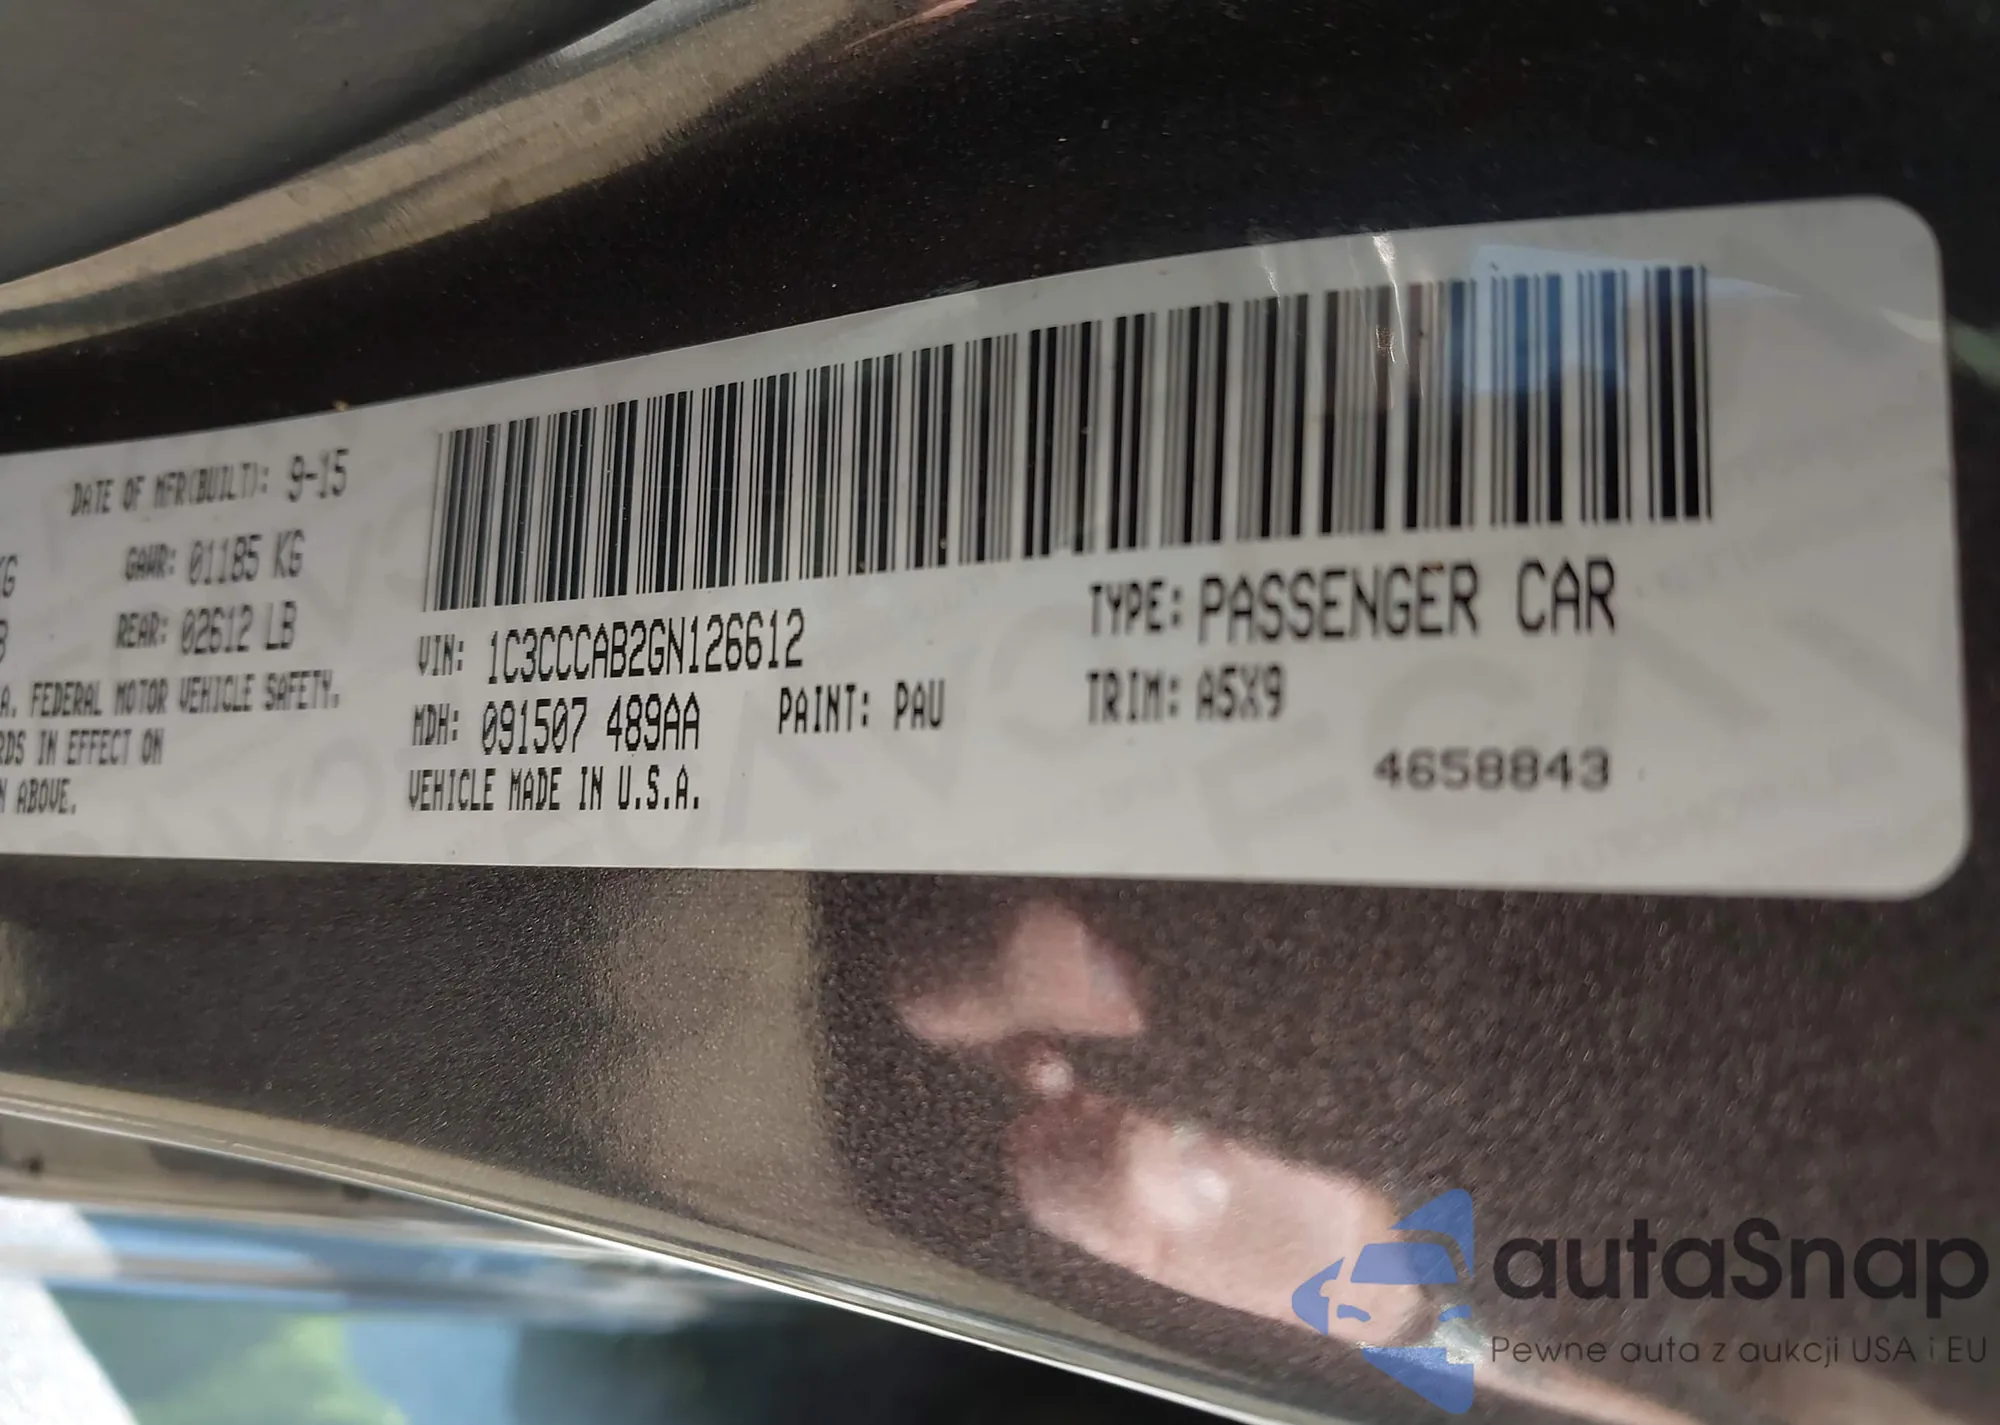 DATE OF MFR(BUILT): 9-15
KG GAWR: 01185 KG
REAR: 02612 LB
A. FEDERAL MOTOR VEHICLE SAFETY.
RDS IN EFFECT ON
N ABOVE.
VIN: 1C3CCCAB2GN126612
TYPE: PASSENGER CAR
MDH: 091507 489AA PAINT: PAU TRIM: A5X9
VEHICLE MADE IN U.S.A.
4658843
autaSnap
Pewne auta z aukcji USA i EU